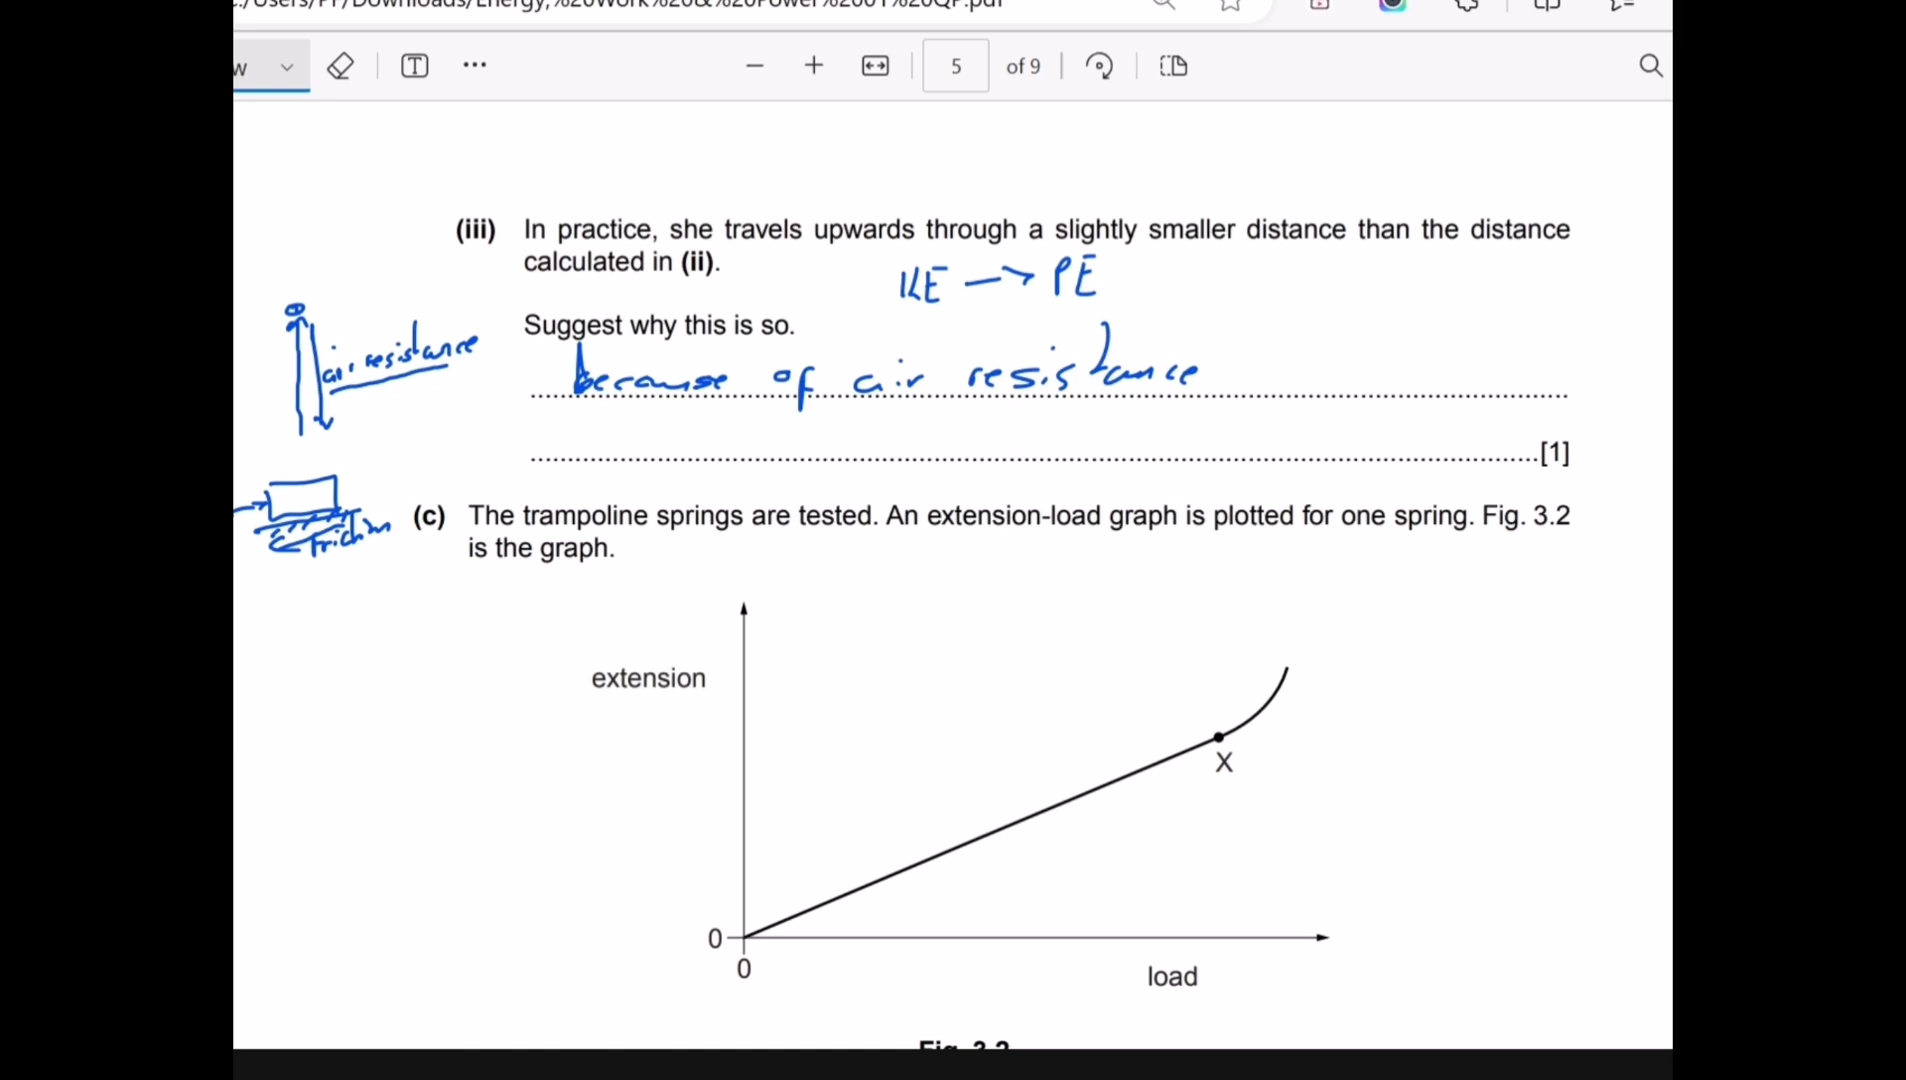 w
5 of 9
(iii) In practice, she travels upwards through a slightly smaller distance than the distance
calculated in (ii).
KE → PE
Suggest why this is so.
air resistance
because of air resistance
[1]
friction
(c) The trampoline springs are tested. An extension-load graph is plotted for one spring. Fig. 3.2
is the graph.
extension
X
0
0
load